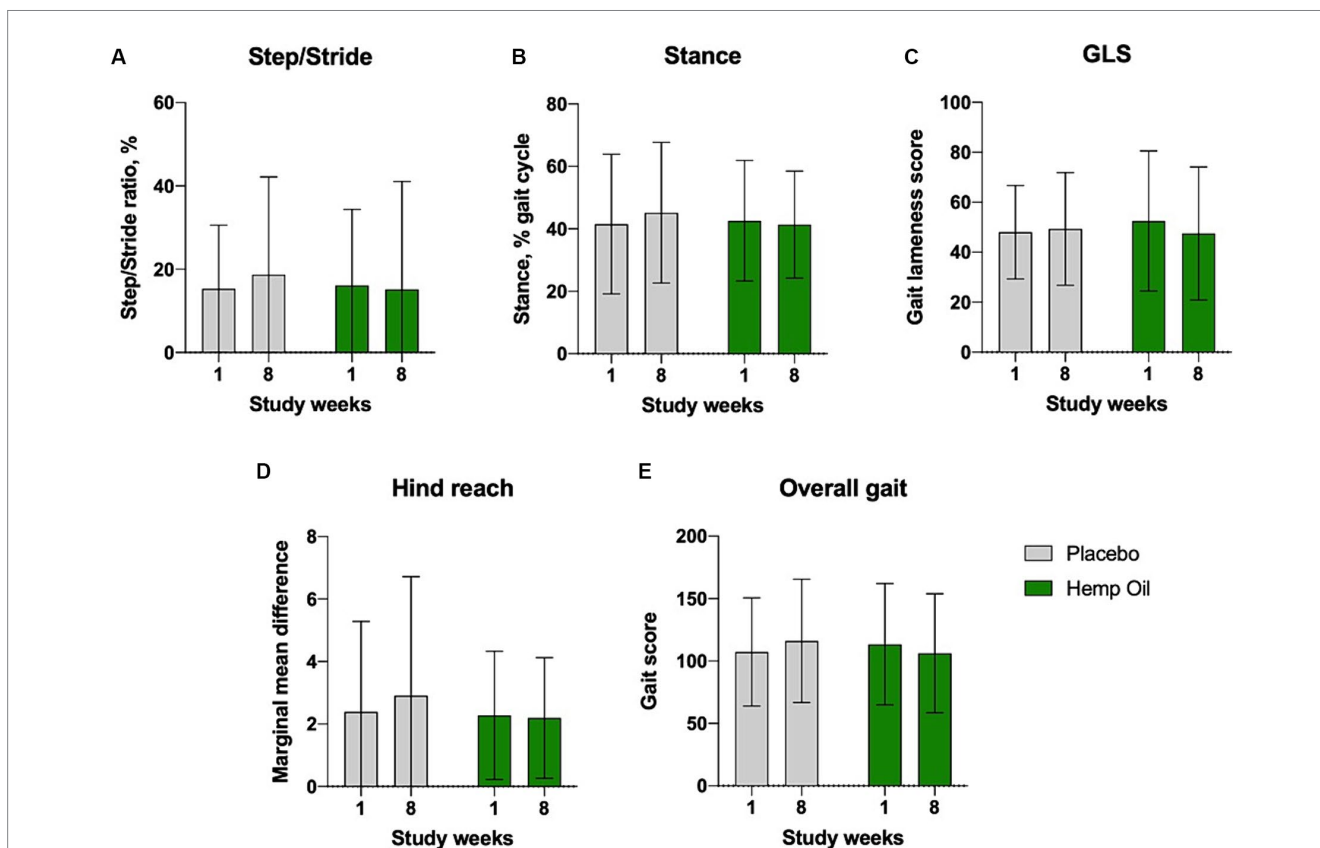 A
Step/Stride
Step/Stride ratio, %
60
40
20
0
1 8 1 8
Study weeks
B
Stance
Stance, % gait cycle
80
60
40
20
0
1 8 1 8
Study weeks
C
GLS
Gait lameness score
100
80
60
40
20
0
1 8 1 8
Study weeks
D
Hind reach
Marginal mean difference
8
6
4
2
0
1 8 1 8
Study weeks
E
Overall gait
Gait score
200
150
100
50
0
1 8 1 8
Study weeks
Placebo
Hemp Oil